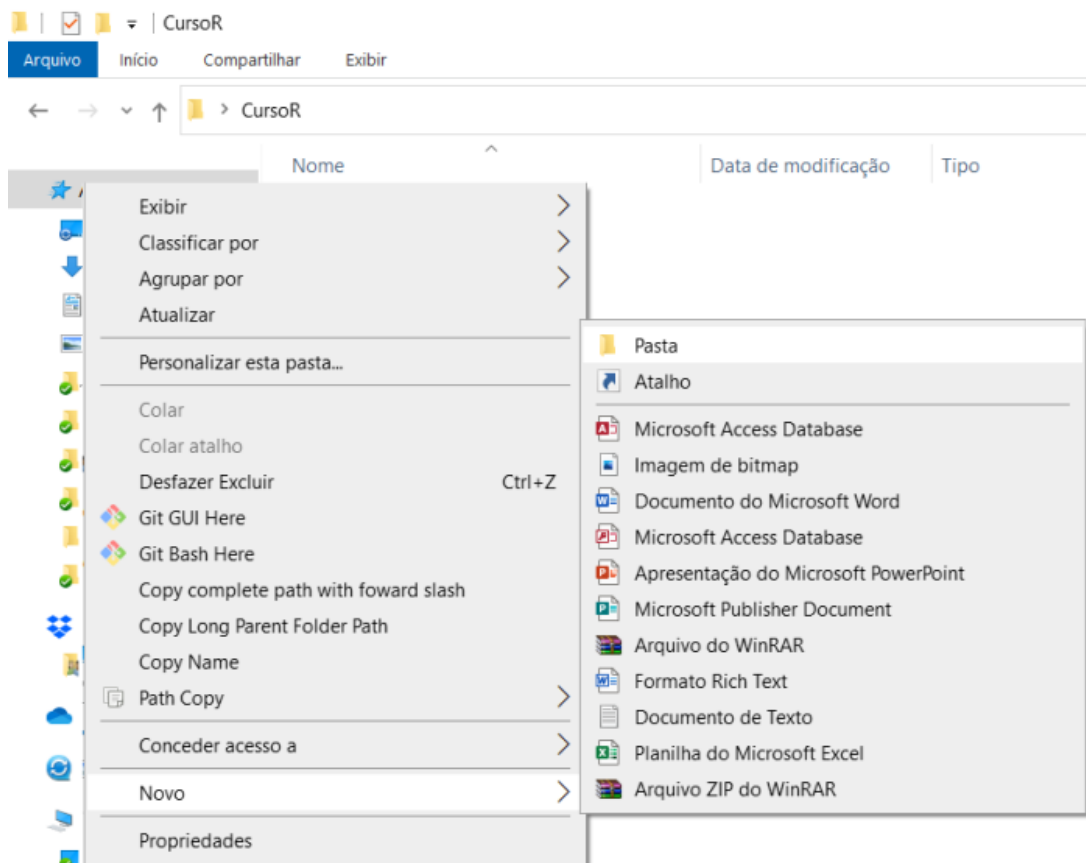 CursoR
Arquivo Início Compartilhar Exibir
CursoR
Nome Data de modificação Tipo
Exibir
Classificar por
Agrupar por
Atualizar
Personalizar esta pasta...
Colar
Colar atalho
Desfazer Excluir Ctrl+Z
Git GUI Here
Git Bash Here
Copy complete path with foward slash
Copy Long Parent Folder Path
Copy Name
Path Copy
Conceder acesso a
Novo
Propriedades
Pasta
Atalho
Microsoft Access Database
Imagem de bitmap
Documento do Microsoft Word
Microsoft Access Database
Apresentação do Microsoft PowerPoint
Microsoft Publisher Document
Arquivo do WinRAR
Formato Rich Text
Documento de Texto
Planilha do Microsoft Excel
Arquivo ZIP do WinRAR